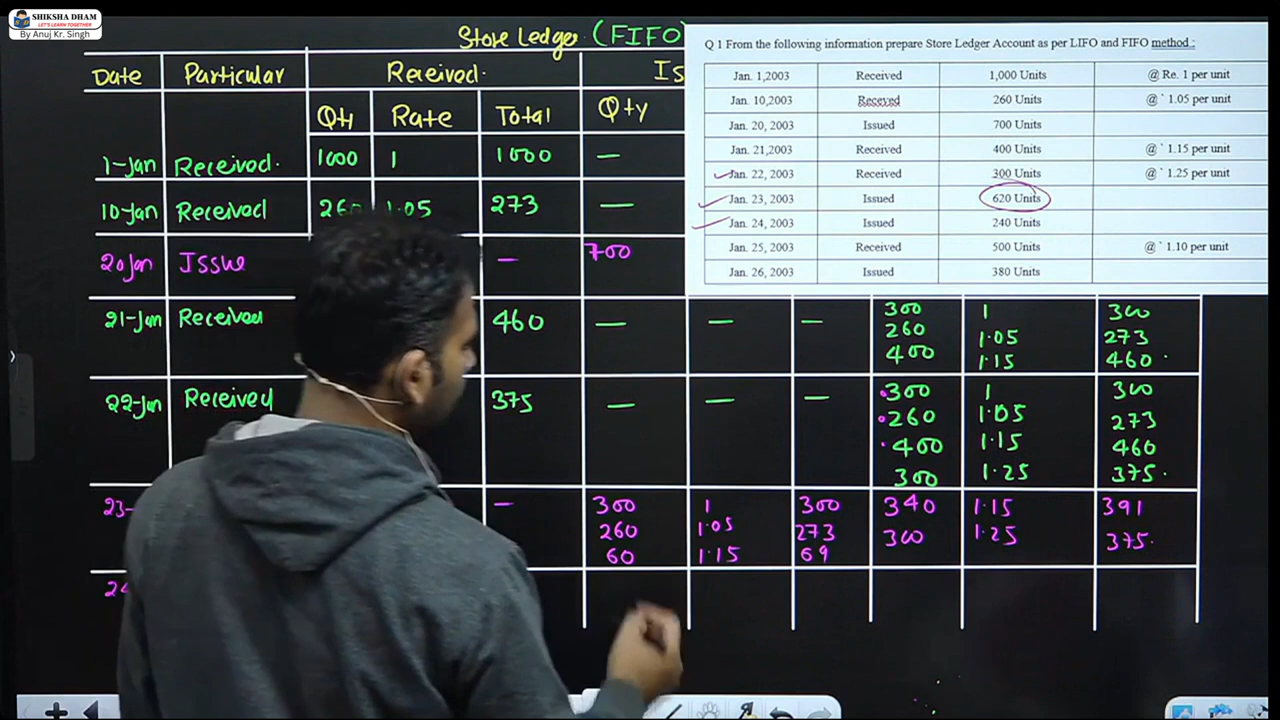 SHIKSHA DHAM
LET'S LEARN TOGETHER
By Anuj Kr. Singh
Store Ledger (FIFO)
Q 1 From the following information prepare Store Ledger Account as per LIFO and FIFO method :
Jan. 1,2003 Received 1,000 Units @ Re. 1 per unit
Jan. 10,2003 Receved 260 Units @ ` 1.05 per unit
Jan. 20, 2003 Issued 700 Units
Jan. 21,2003 Received 400 Units @ ` 1.15 per unit
Jan. 22, 2003 Received 300 Units @ ` 1.25 per unit
Jan. 23, 2003 Issued 620 Units
Jan. 24, 2003 Issued 240 Units
Jan. 25, 2003 Received 500 Units @ ` 1.10 per unit
Jan. 26, 2003 Issued 380 Units
Date Particular Received. Is
Qty Rate Total Qty
1-Jan Received. 1000 1 1000 —
10-Jan Received 260 1.05 273 —
20Jan Issue — 700
21-Jan Received 460 — — — 300 1 300
260 1.05 273
400 1.15 460
22-Jan Received 375 — — — 300 1 300
260 1.05 273
400 1.15 460
300 1.25 375
23- — 300 1 300 340 1.15 391
260 1.05 273 300 1.25 375
60 1.15 69